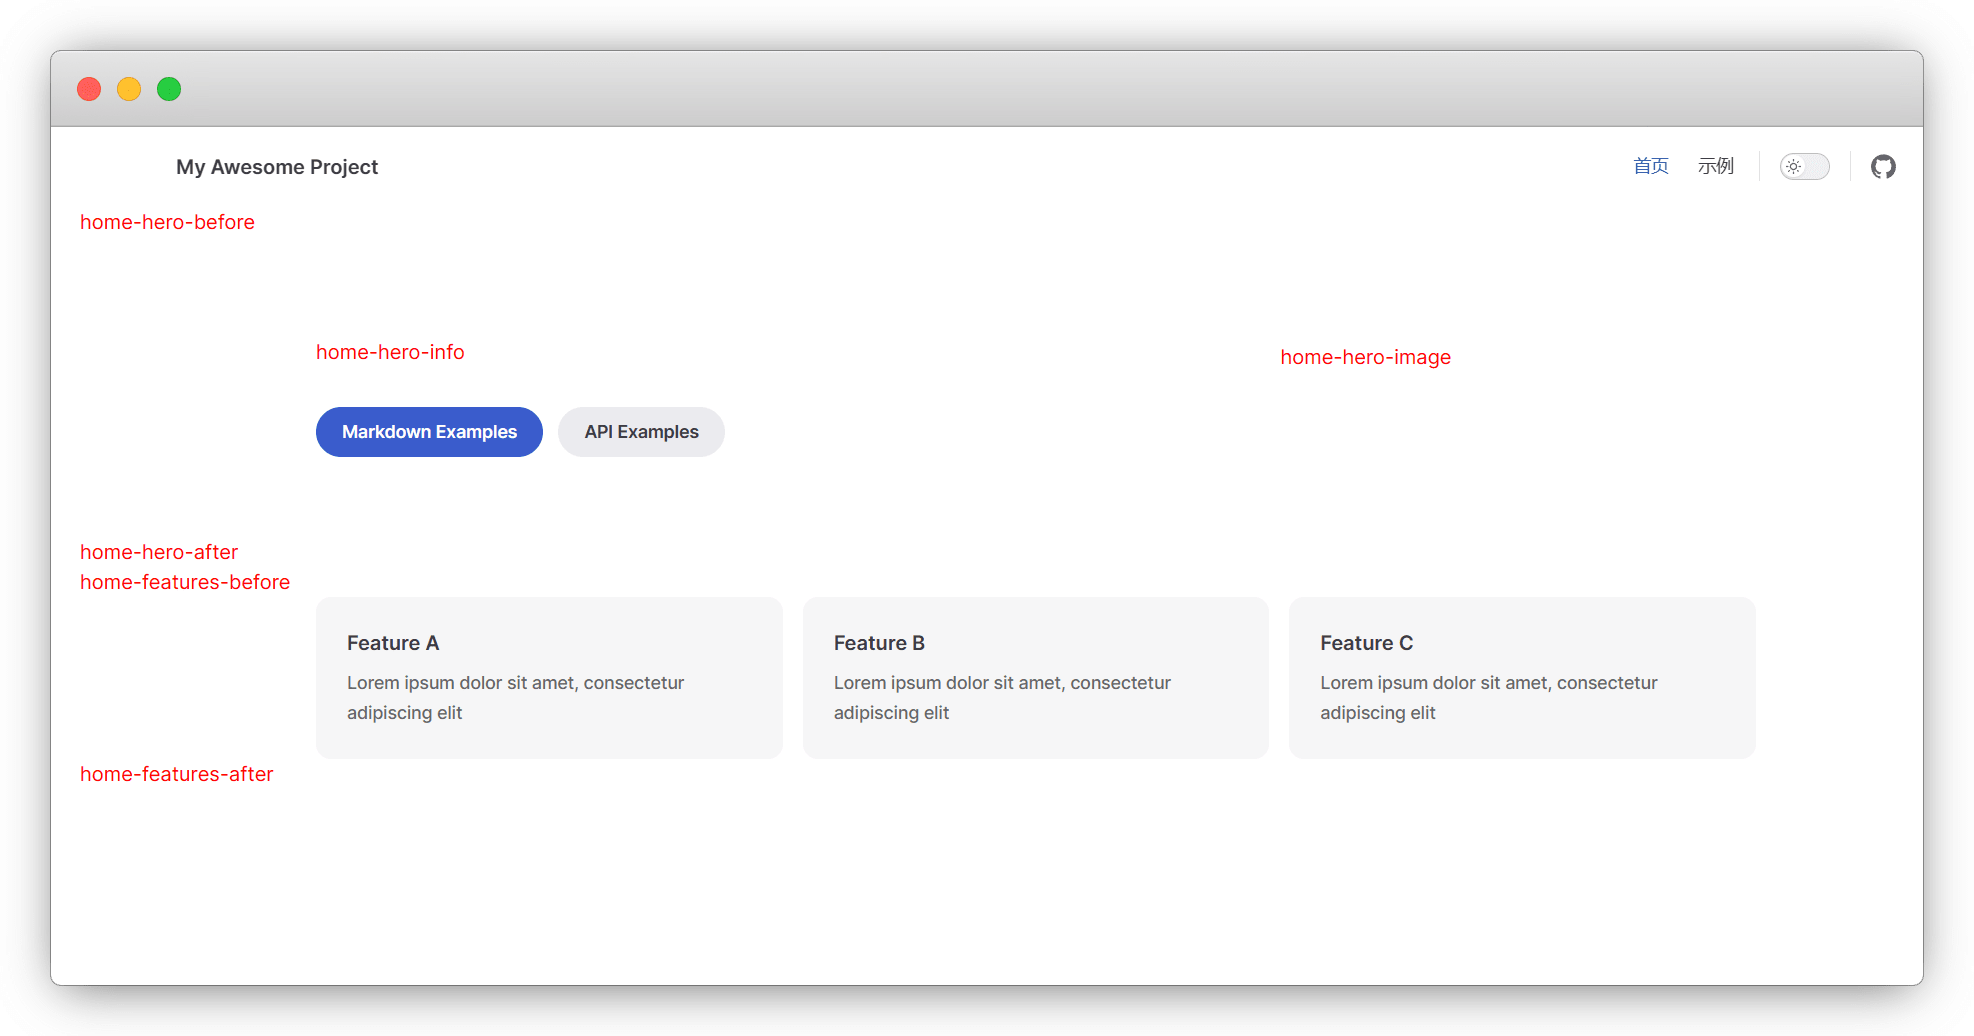 My Awesome Project
首页
示例
home-hero-before
home-hero-info
home-hero-image
Markdown Examples
API Examples
home-hero-after
home-features-before
Feature A
Lorem ipsum dolor sit amet, consectetur
adipiscing elit
Feature B
Lorem ipsum dolor sit amet, consectetur
adipiscing elit
Feature C
Lorem ipsum dolor sit amet, consectetur
adipiscing elit
home-features-after